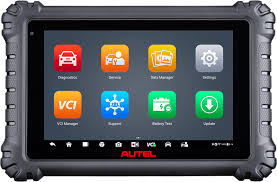 Diagnostics Service Data Manager Settings
VCI
VCI Manager Support Battery Test Update
AUTEL